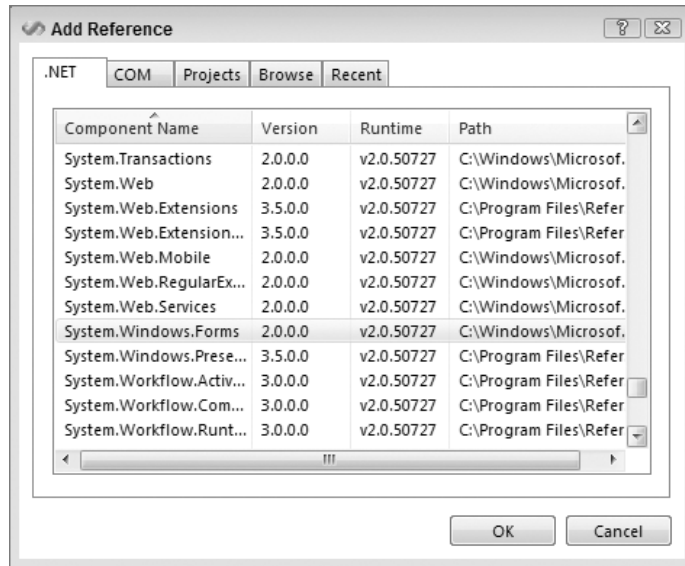 Add Reference
.NET COM Projects Browse Recent
Component Name Version Runtime Path
System.Transactions 2.0.0.0 v2.0.50727 C:\Windows\Microsof.
System.Web 2.0.0.0 v2.0.50727 C:\Windows\Microsof.
System.Web.Extensions 3.5.0.0 v2.0.50727 C:\Program Files\Refer
System.Web.Extension... 3.5.0.0 v2.0.50727 C:\Program Files\Refer
System.Web.Mobile 2.0.0.0 v2.0.50727 C:\Windows\Microsof.
System.Web.RegularEx... 2.0.0.0 v2.0.50727 C:\Windows\Microsof.
System.Web.Services 2.0.0.0 v2.0.50727 C:\Windows\Microsof.
System.Windows.Forms 2.0.0.0 v2.0.50727 C:\Windows\Microsof.
System.Windows.Prese... 3.5.0.0 v2.0.50727 C:\Program Files\Refer
System.Workflow.Activ... 3.0.0.0 v2.0.50727 C:\Program Files\Refer
System.Workflow.Com... 3.0.0.0 v2.0.50727 C:\Program Files\Refer
System.Workflow.Runt... 3.0.0.0 v2.0.50727 C:\Program Files\Refer
OK Cancel